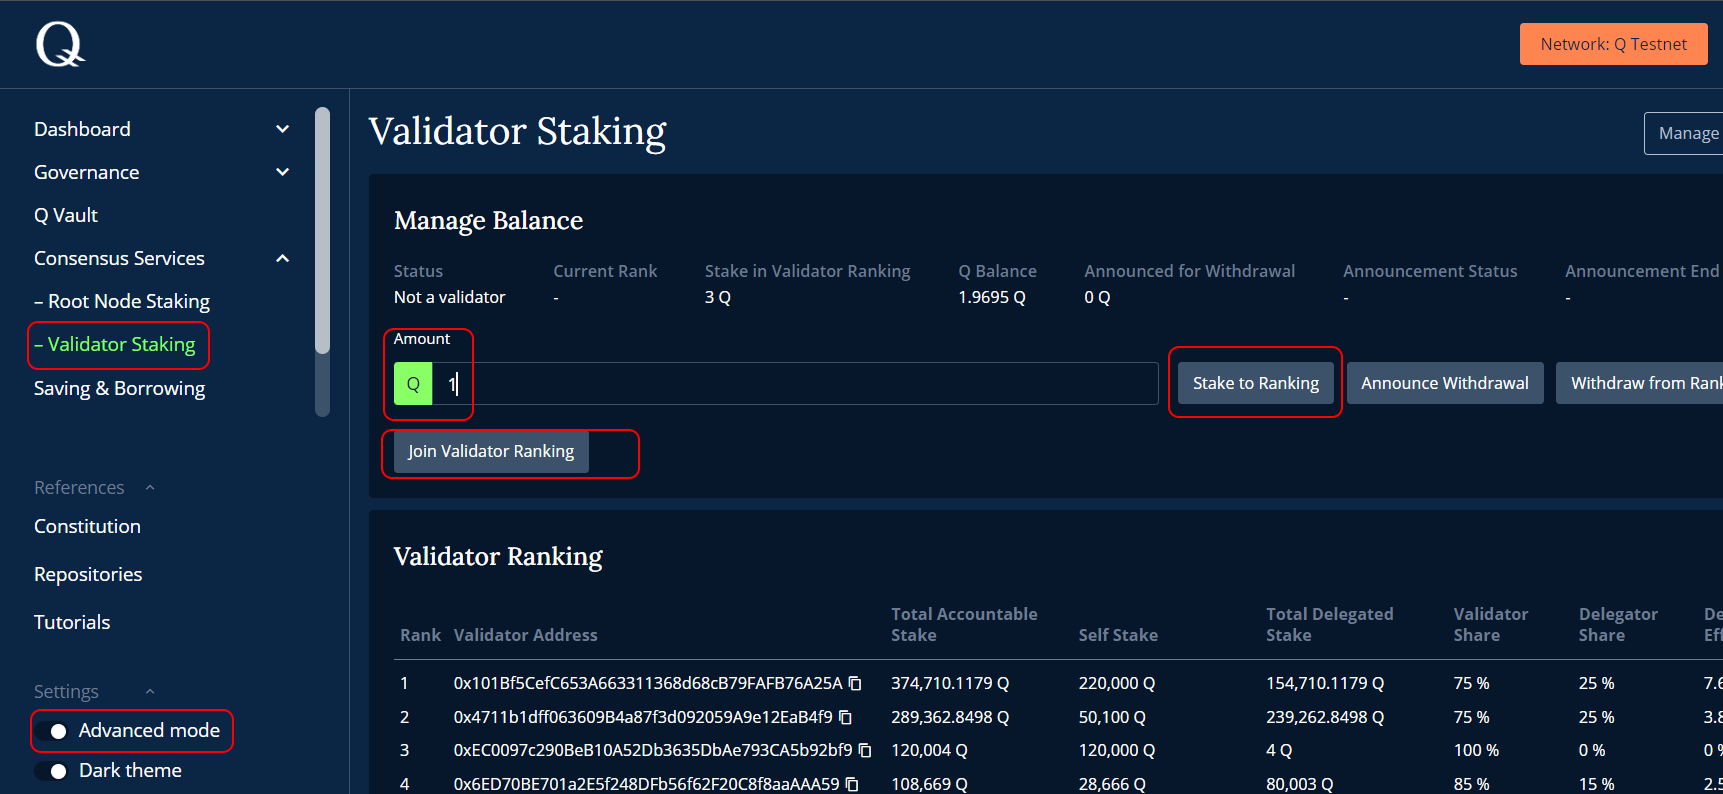 Q
Network: Q Testnet
Dashboard
Governance
Q Vault
Consensus Services
– Root Node Staking
– Validator Staking
Saving & Borrowing
References
Constitution
Repositories
Tutorials
Settings
Advanced mode
Dark theme
Validator Staking
Manage
Manage Balance
Status Current Rank Stake in Validator Ranking Q Balance Announced for Withdrawal Announcement Status Announcement End
Not a validator - 3 Q 1.9695 Q 0 Q - -
Amount
Q 1 Stake to Ranking Announce Withdrawal Withdraw from Rank
Join Validator Ranking
Validator Ranking
Rank Validator Address Total Accountable Stake Self Stake Total Delegated Stake Validator Share Delegator Share De Eff
1 0x101Bf5CefC653A663311368d68cB79FAFB76A25A 374,710.1179 Q 220,000 Q 154,710.1179 Q 75 % 25 % 7.6
2 0x4711b1dff063609B4a87f3d092059A9e12EaB4f9 289,362.8498 Q 50,100 Q 239,262.8498 Q 75 % 25 % 3.8
3 0xEC0097c290BeB10A52Db3635DbAe793CA5b92bf9 120,004 Q 120,000 Q 4 Q 100 % 0 % 0 %
4 0x6ED70BE701a2E5f248DFb56f62F20C8f8aaAAA59 108,669 Q 28,666 Q 80,003 Q 85 % 15 % 2.5